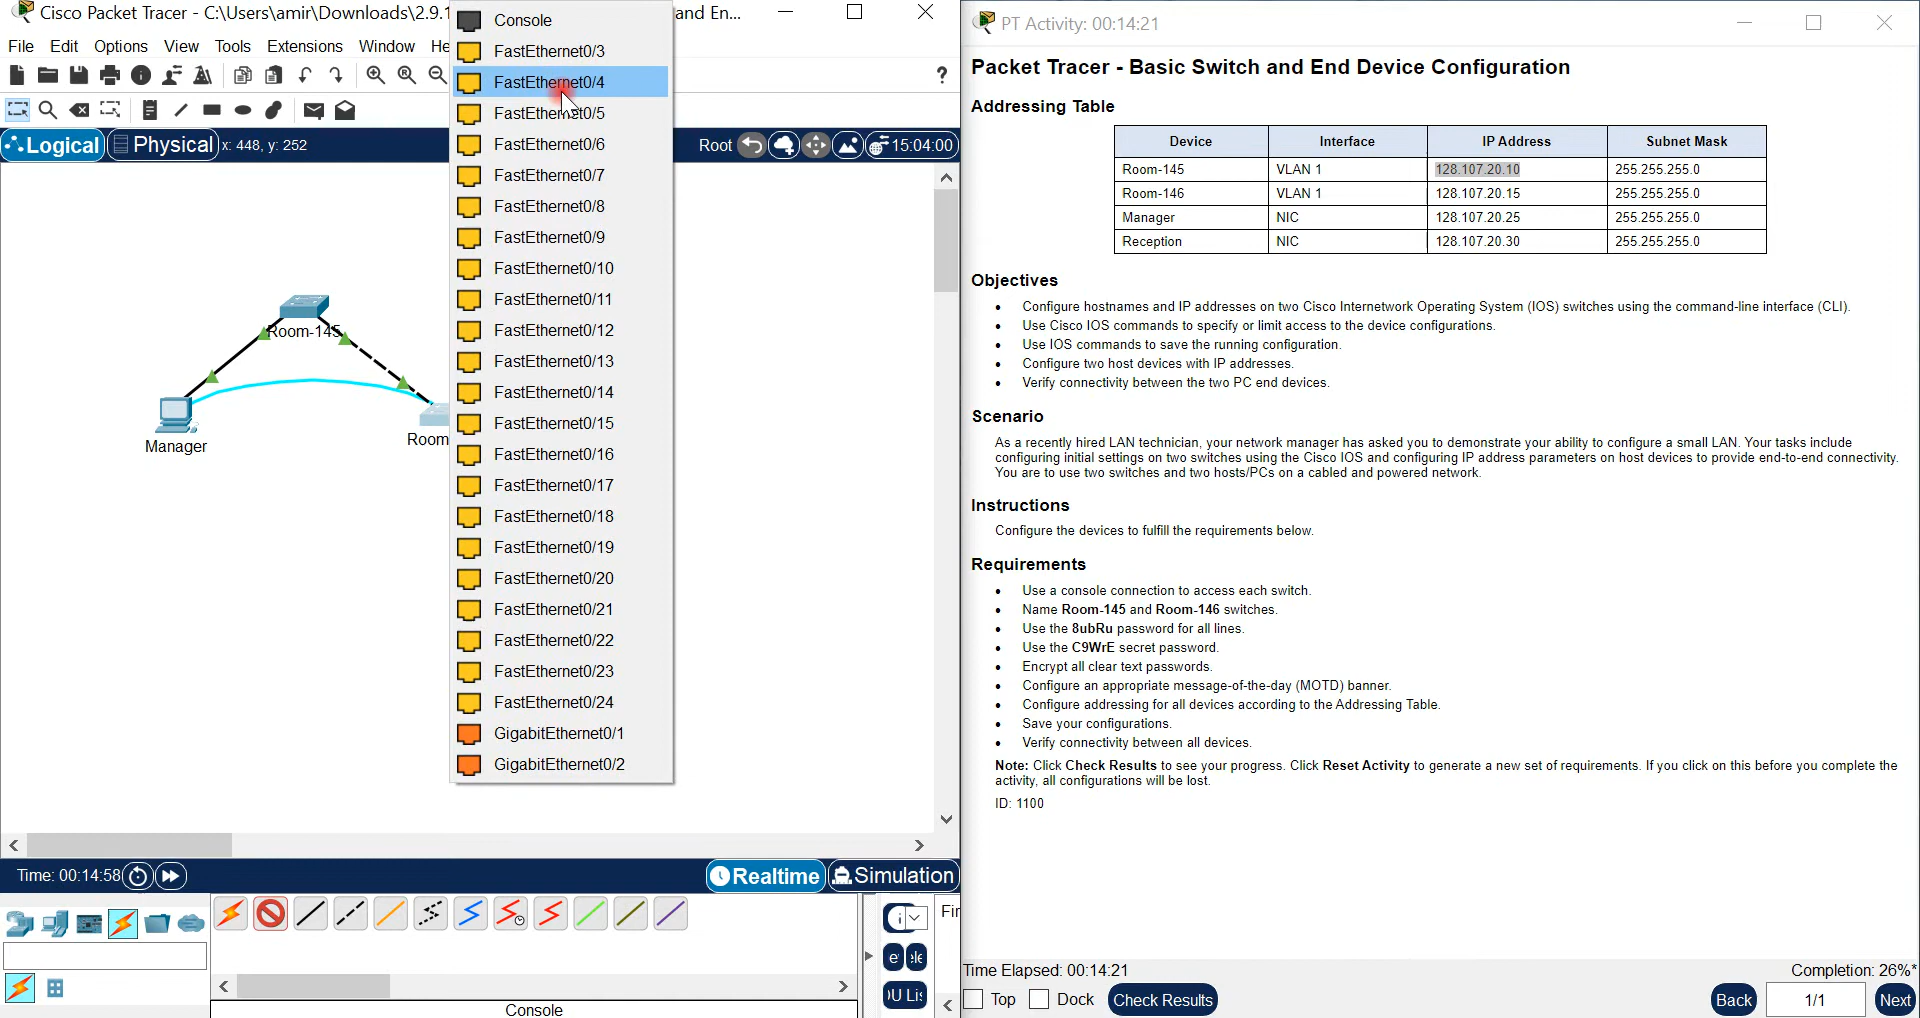 Cisco Packet Tracer - C:\Users\amir\Downloads\2.9.1
and En...
File Edit Options View Tools Extensions Window He
?
Logical Physical x: 448, y: 252
Root 15:04:00
Console
FastEthernet0/3
FastEthernet0/4
FastEthernet0/5
FastEthernet0/6
FastEthernet0/7
FastEthernet0/8
FastEthernet0/9
FastEthernet0/10
FastEthernet0/11
FastEthernet0/12
FastEthernet0/13
FastEthernet0/14
FastEthernet0/15
FastEthernet0/16
FastEthernet0/17
FastEthernet0/18
FastEthernet0/19
FastEthernet0/20
FastEthernet0/21
FastEthernet0/22
FastEthernet0/23
FastEthernet0/24
GigabitEthernet0/1
GigabitEthernet0/2
Room-145
Manager
Room
Time: 00:14:58
Realtime Simulation
Fir
Console
PT Activity: 00:14:21
Packet Tracer - Basic Switch and End Device Configuration
Addressing Table
Device Interface IP Address Subnet Mask
Room-145 VLAN 1 128.107.20.10 255.255.255.0
Room-146 VLAN 1 128.107.20.15 255.255.255.0
Manager NIC 128.107.20.25 255.255.255.0
Reception NIC 128.107.20.30 255.255.255.0
Objectives
• Configure hostnames and IP addresses on two Cisco Internetwork Operating System (IOS) switches using the command-line interface (CLI).
• Use Cisco IOS commands to specify or limit access to the device configurations.
• Use IOS commands to save the running configuration.
• Configure two host devices with IP addresses.
• Verify connectivity between the two PC end devices.
Scenario
As a recently hired LAN technician, your network manager has asked you to demonstrate your ability to configure a small LAN. Your tasks include
configuring initial settings on two switches using the Cisco IOS and configuring IP address parameters on host devices to provide end-to-end connectivity.
You are to use two switches and two hosts/PCs on a cabled and powered network.
Instructions
Configure the devices to fulfill the requirements below.
Requirements
• Use a console connection to access each switch.
• Name Room-145 and Room-146 switches.
• Use the 8ubRu password for all lines.
• Use the C9WrE secret password.
• Encrypt all clear text passwords.
• Configure an appropriate message-of-the-day (MOTD) banner.
• Configure addressing for all devices according to the Addressing Table.
• Save your configurations.
• Verify connectivity between all devices.
Note: Click Check Results to see your progress. Click Reset Activity to generate a new set of requirements. If you click on this before you complete the
activity, all configurations will be lost.
ID: 1100
Time Elapsed: 00:14:21
Completion: 26%*
Top Dock Check Results
Back 1/1 Next